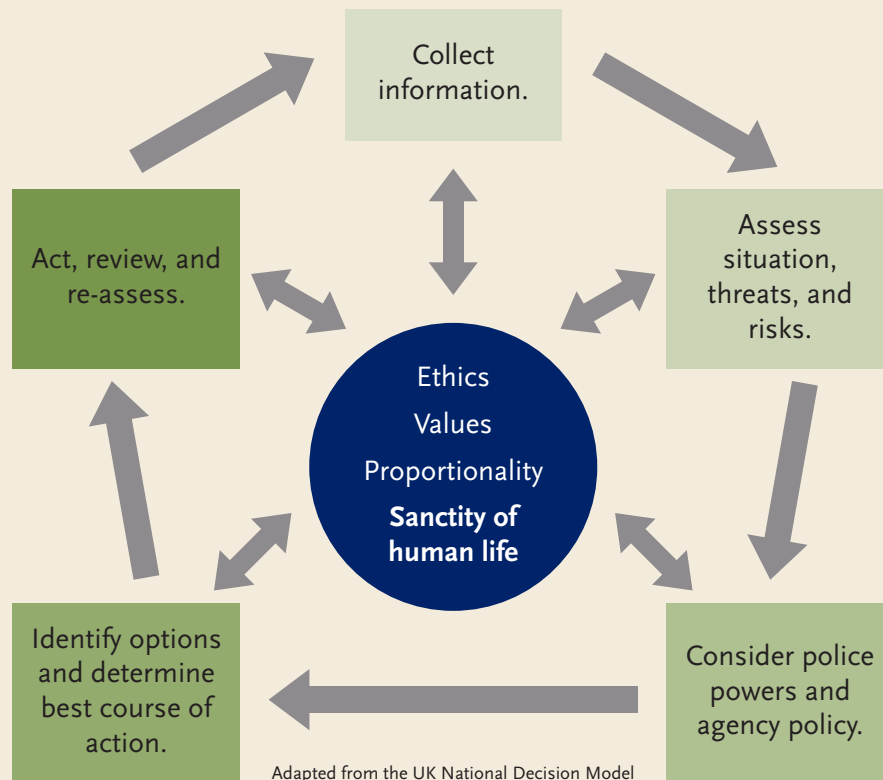 Collect
information.
Assess
situation,
threats, and
risks.
Consider police
powers and
agency policy.
Identify options
and determine
best course of
action.
Act, review, and
re-assess.
Ethics
Values
Proportionality
Sanctity of
human life
Adapted from the UK National Decision Model